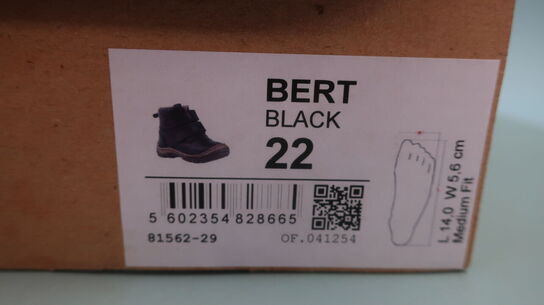 BERT
BLACK
22
5 602354 828665
81562-29
OF.041254
L 14,0 W 5,6 cm
Medium Fit